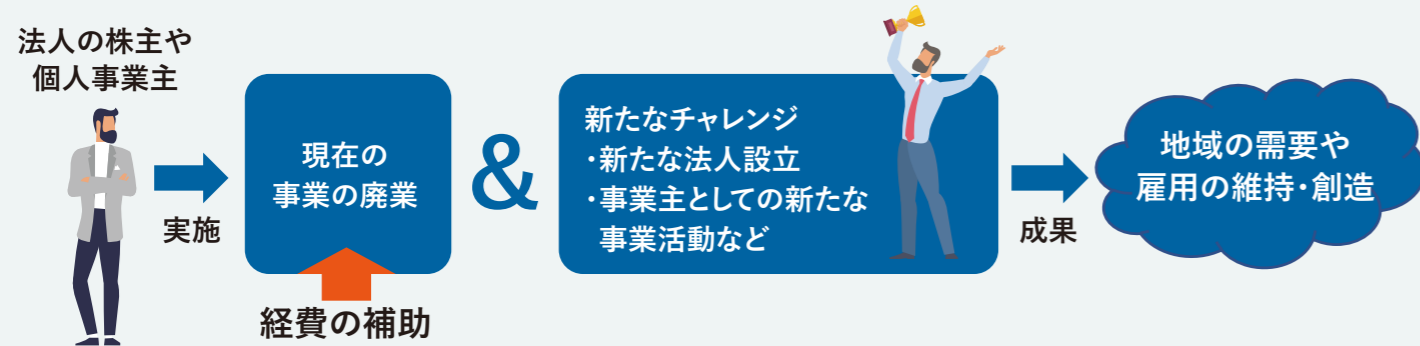 法人の株主や
個人事業主
実施
現在の
事業の廃業
経費の補助
&
新たなチャレンジ
・新たな法人設立
・事業主としての新たな
事業活動など
成果
地域の需要や
雇用の維持・創造